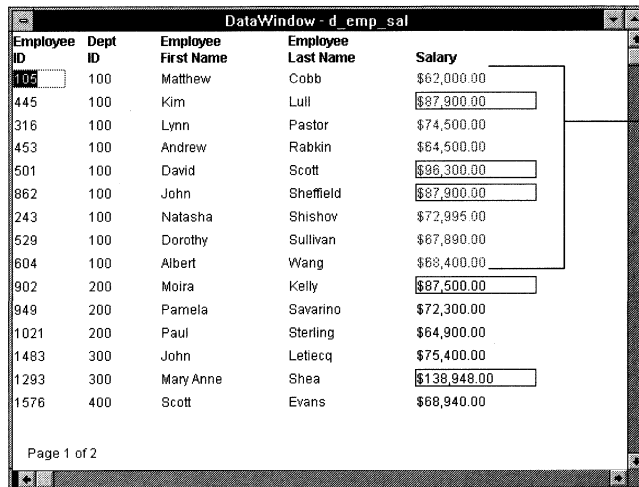 DataWindow - d_emp_sal
Employee Dept Employee Employee
ID ID First Name Last Name Salary
105 100 Matthew Cobb $62,000.00
445 100 Kim Lull $87,900.00
316 100 Lynn Pastor $74,500.00
453 100 Andrew Rabkin $64,500.00
501 100 David Scott $96,300.00
862 100 John Sheffield $87,900.00
243 100 Natasha Shishov $72,995.00
529 100 Dorothy Sullivan $67,890.00
604 100 Albert Wang $68,400.00
902 200 Moira Kelly $87,500.00
949 200 Pamela Savarino $72,300.00
1021 200 Paul Sterling $64,900.00
1483 300 John Letiecq $75,400.00
1293 300 Mary Anne Shea $138,948.00
1576 400 Scott Evans $68,940.00
Page 1 of 2